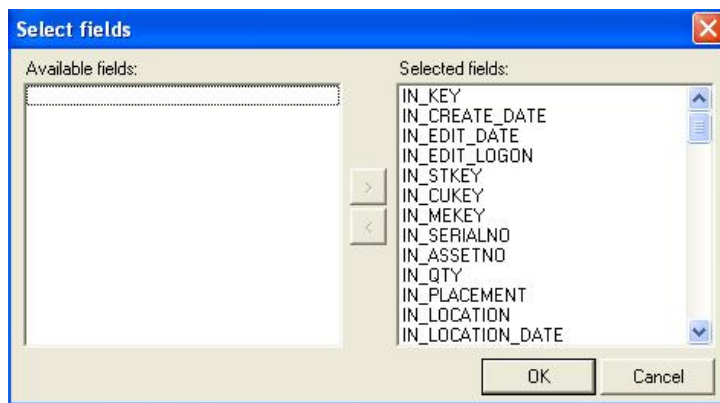 Select fields
Available fields:
Selected fields:
IN_KEY
IN_CREATE_DATE
IN_EDIT_DATE
IN_EDIT_LOGON
IN_STKEY
IN_CUKEY
IN_MEKEY
IN_SERIALNO
IN_ASSETNO
IN_QTY
IN_PLACEMENT
IN_LOCATION
IN_LOCATION_DATE
>
<
OK
Cancel